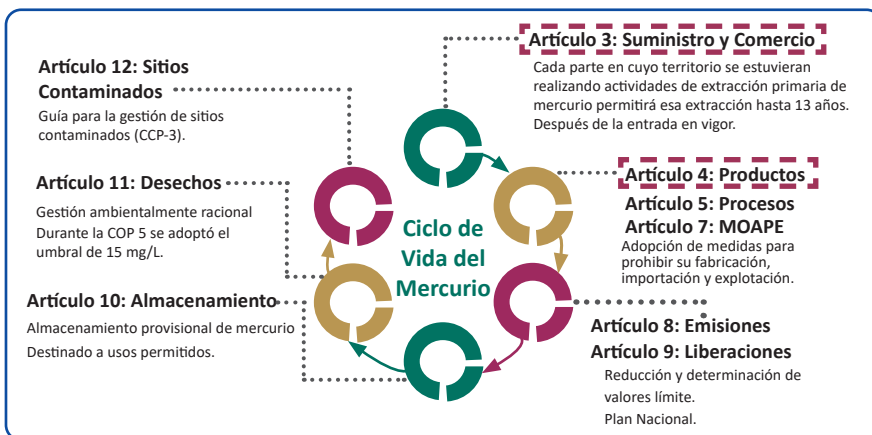 Artículo 3: Suministro y Comercio
Cada parte en cuyo territorio se estuvieran
realizando actividades de extracción primaria de
mercurio permitirá esa extracción hasta 13 años.
Después de la entrada en vigor.
Artículo 4: Productos
Artículo 5: Procesos
Artículo 7: MOAPE
Adopción de medidas para
prohibir su fabricación,
importación y explotación.
Artículo 8: Emisiones
Artículo 9: Liberaciones
Reducción y determinación de
valores límite.
Plan Nacional.
Artículo 10: Almacenamiento
Almacenamiento provisional de mercurio
Destinado a usos permitidos.
Artículo 11: Desechos
Gestión ambientalmente racional
Durante la COP 5 se adoptó el
umbral de 15 mg/L.
Artículo 12: Sitios
Contaminados
Guía para la gestión de sitios
contaminados (CCP-3).
Ciclo de
Vida del
Mercurio